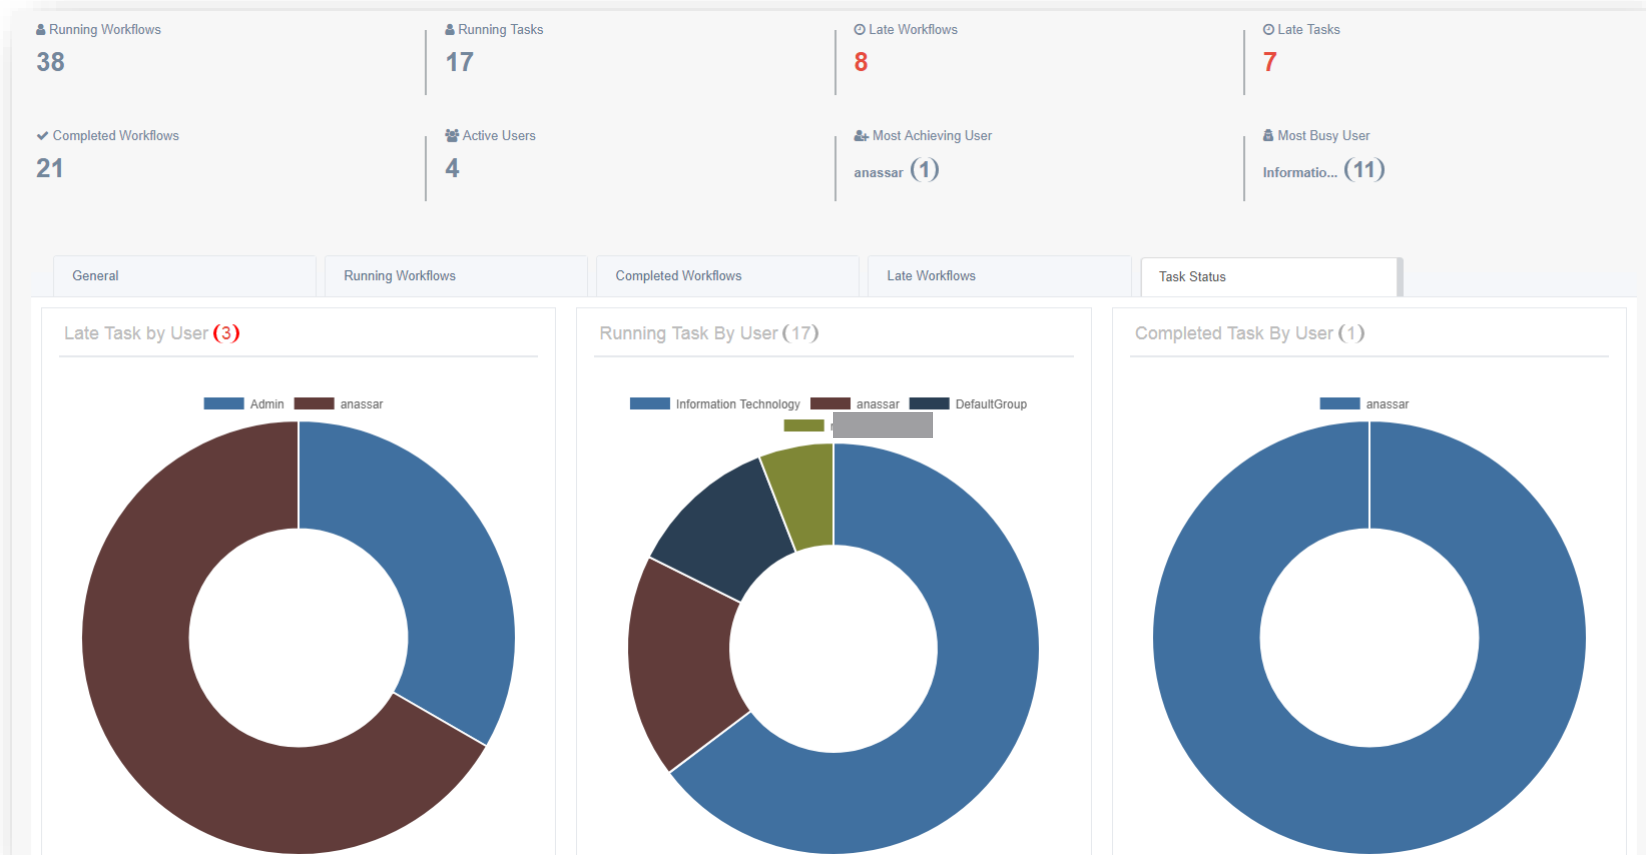 Running Workflows
38
Running Tasks
17
Late Workflows
8
Late Tasks
7
Completed Workflows
21
Active Users
4
Most Achieving User
anassar (1)
Most Busy User
Informatio... (11)
General
Running Workflows
Completed Workflows
Late Workflows
Task Status
Late Task by User (3)
Admin
anassar
Running Task By User (17)
Information Technology
anassar
DefaultGroup
Completed Task By User (1)
anassar